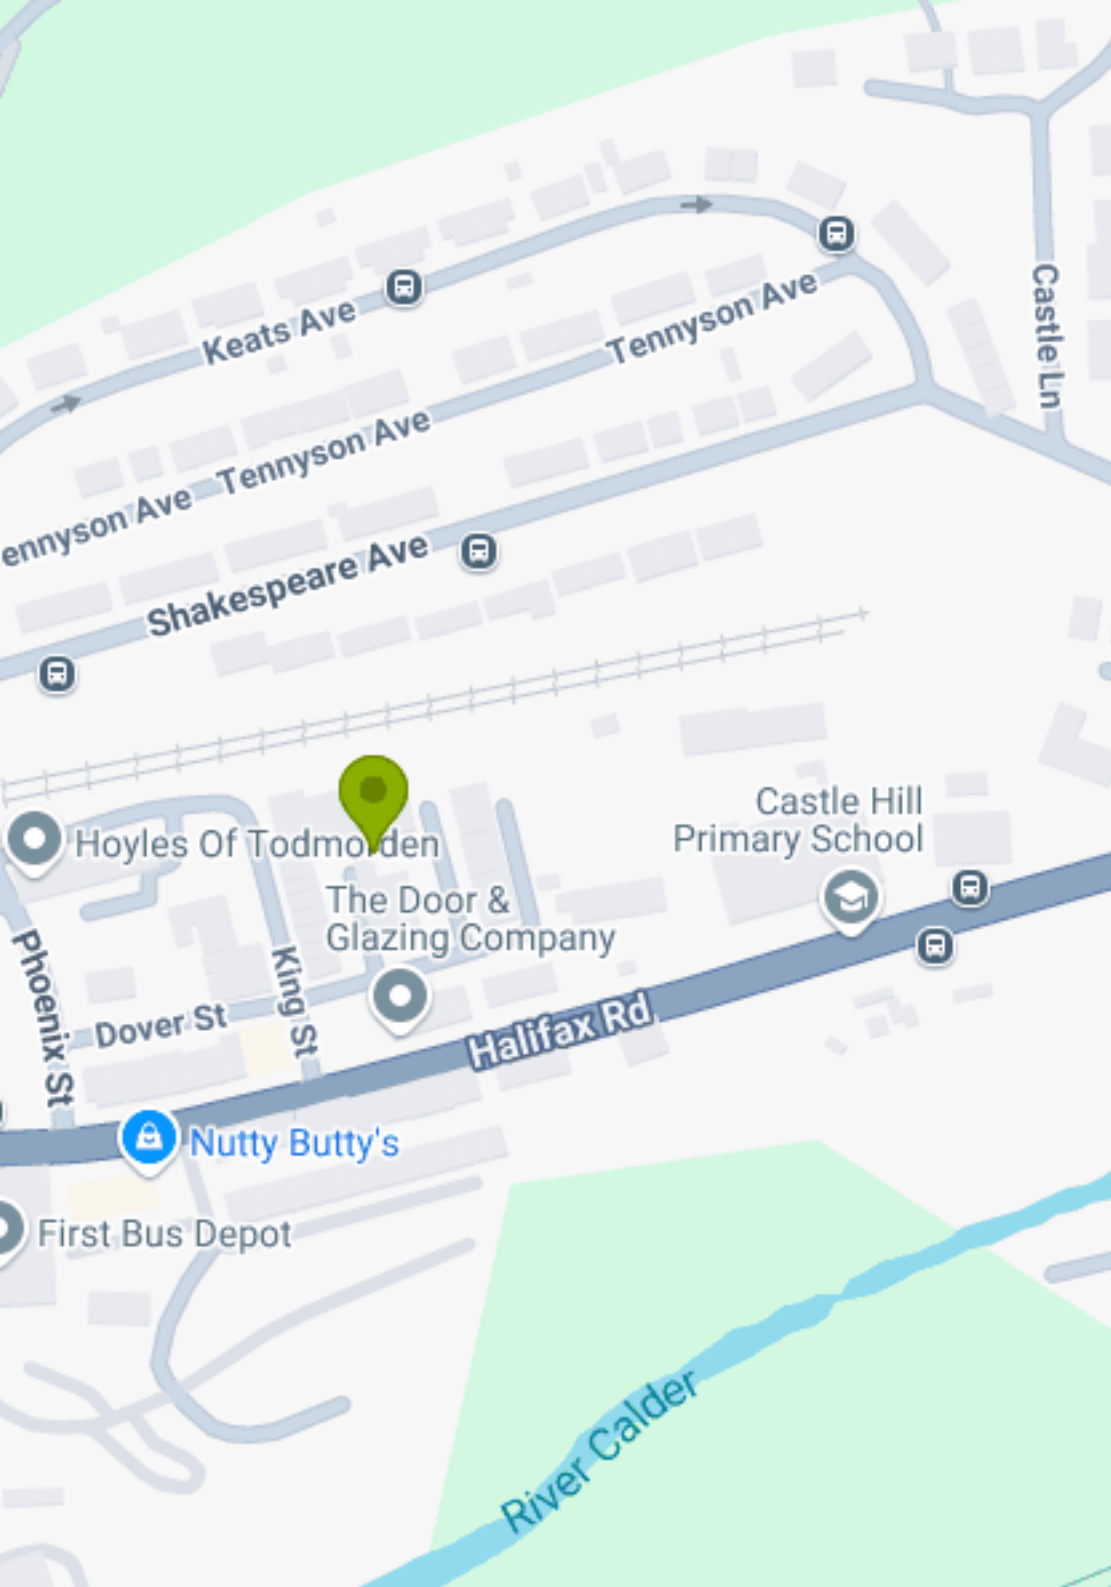 Keats Ave
Tennyson Ave
Castle Ln
Tennyson Ave
ennyson Ave
Shakespeare Ave
Castle Hill
Primary School
Hoyles Of Todmorden
The Door &
Glazing Company
Phoenix St
King St
Dover St
Halifax Rd
Nutty Butty's
First Bus Depot
River Calder